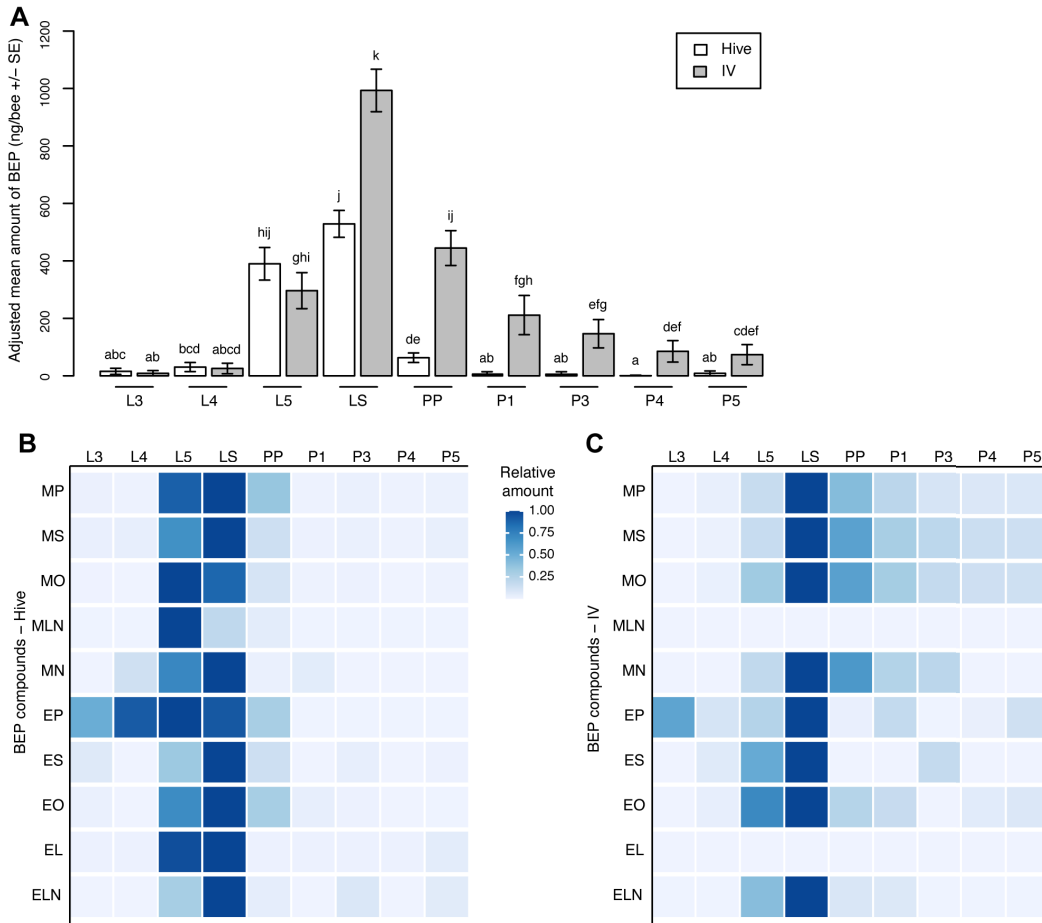 A
Adjusted mean amount of BEP (ng/bee +/− SE)
1200
1000
800
600
400
200
0
Hive
IV
abc
ab
bcd
abcd
hij
ghi
j
k
de
ij
ab
fgh
ab
efg
a
def
ab
cdef
L3 L4 L5 LS PP P1 P3 P4 P5
B
L3 L4 L5 LS PP P1 P3 P4 P5
BEP compounds − Hive
MP
MS
MO
MLN
MN
EP
ES
EO
EL
ELN
Relative
amount
1.00
0.75
0.50
0.25
C
L3 L4 L5 LS PP P1 P3 P4 P5
BEP compounds − IV
MP
MS
MO
MLN
MN
EP
ES
EO
EL
ELN